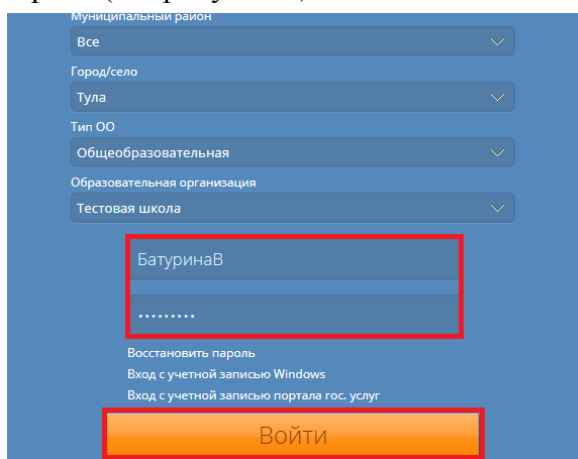 Муниципальный район
Все
Город/село
Тула
Тип ОО
Общеобразовательная
Образовательная организация
Тестовая школа
БатуринаВ
•••••••••
Восстановить пароль
Вход с учетной записью Windows
Вход с учетной записью портала гос. услуг
Войти